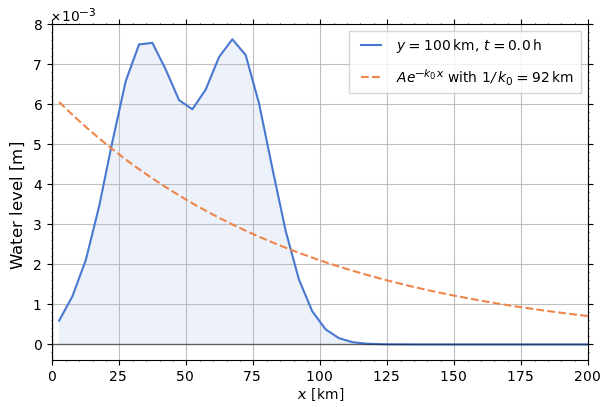 ×10⁻³
8
7
6
5
4
3
2
1
0
Water level [m]
y = 100 km, t = 0.0 h
Ae^{-k₀x} with 1/k₀ = 92 km
0 25 50 75 100 125 150 175 200
x [km]